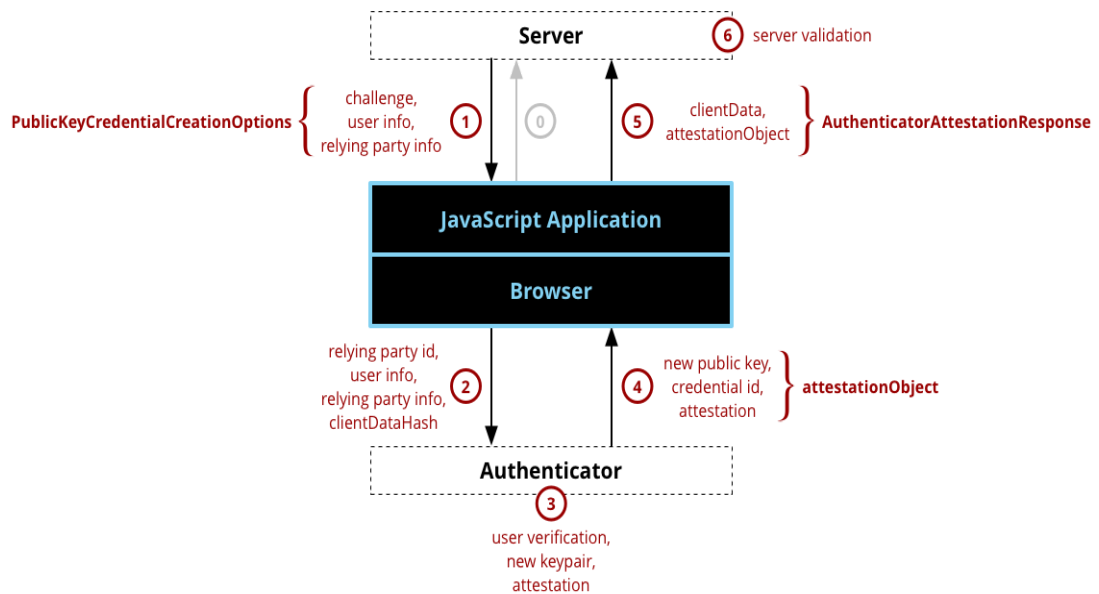 Server
6 server validation
PublicKeyCredentialCreationOptions
challenge,
user info,
relying party info
1
0
5
clientData,
attestationObject
AuthenticatorAttestationResponse
JavaScript Application
Browser
relying party id,
user info,
relying party info,
clientDataHash
2
4
new public key,
credential id,
attestation
attestationObject
Authenticator
3
user verification,
new keypair,
attestation